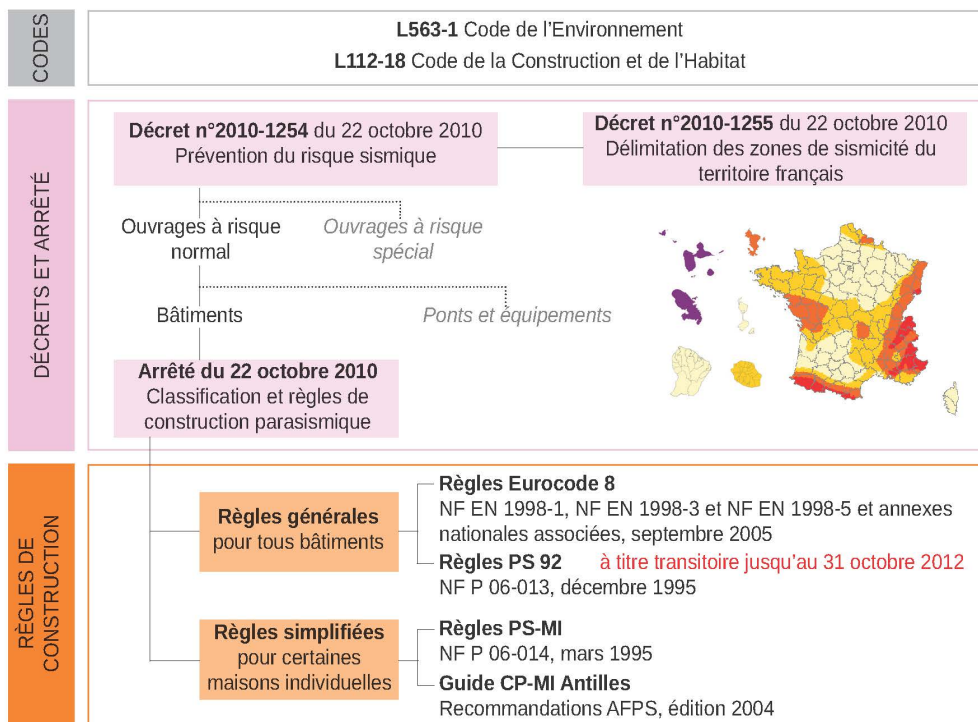 CODES
L563-1 Code de l'Environnement
L112-18 Code de la Construction et de l'Habitat
DÉCRETS ET ARRÊTÉ
Décret n°2010-1254 du 22 octobre 2010
Prévention du risque sismique
Décret n°2010-1255 du 22 octobre 2010
Délimitation des zones de sismicité du
territoire français
Ouvrages à risque
normal
Ouvrages à risque
spécial
Bâtiments
Ponts et équipements
Arrêté du 22 octobre 2010
Classification et règles de
construction parasismique
RÈGLES DE
CONSTRUCTION
Règles générales
pour tous bâtiments
Règles Eurocode 8
NF EN 1998-1, NF EN 1998-3 et NF EN 1998-5 et annexes
nationales associées, septembre 2005
Règles PS 92 à titre transitoire jusqu'au 31 octobre 2012
NF P 06-013, décembre 1995
Règles simplifiées
pour certaines
maisons individuelles
Règles PS-MI
NF P 06-014, mars 1995
Guide CP-MI Antilles
Recommandations AFPS, édition 2004